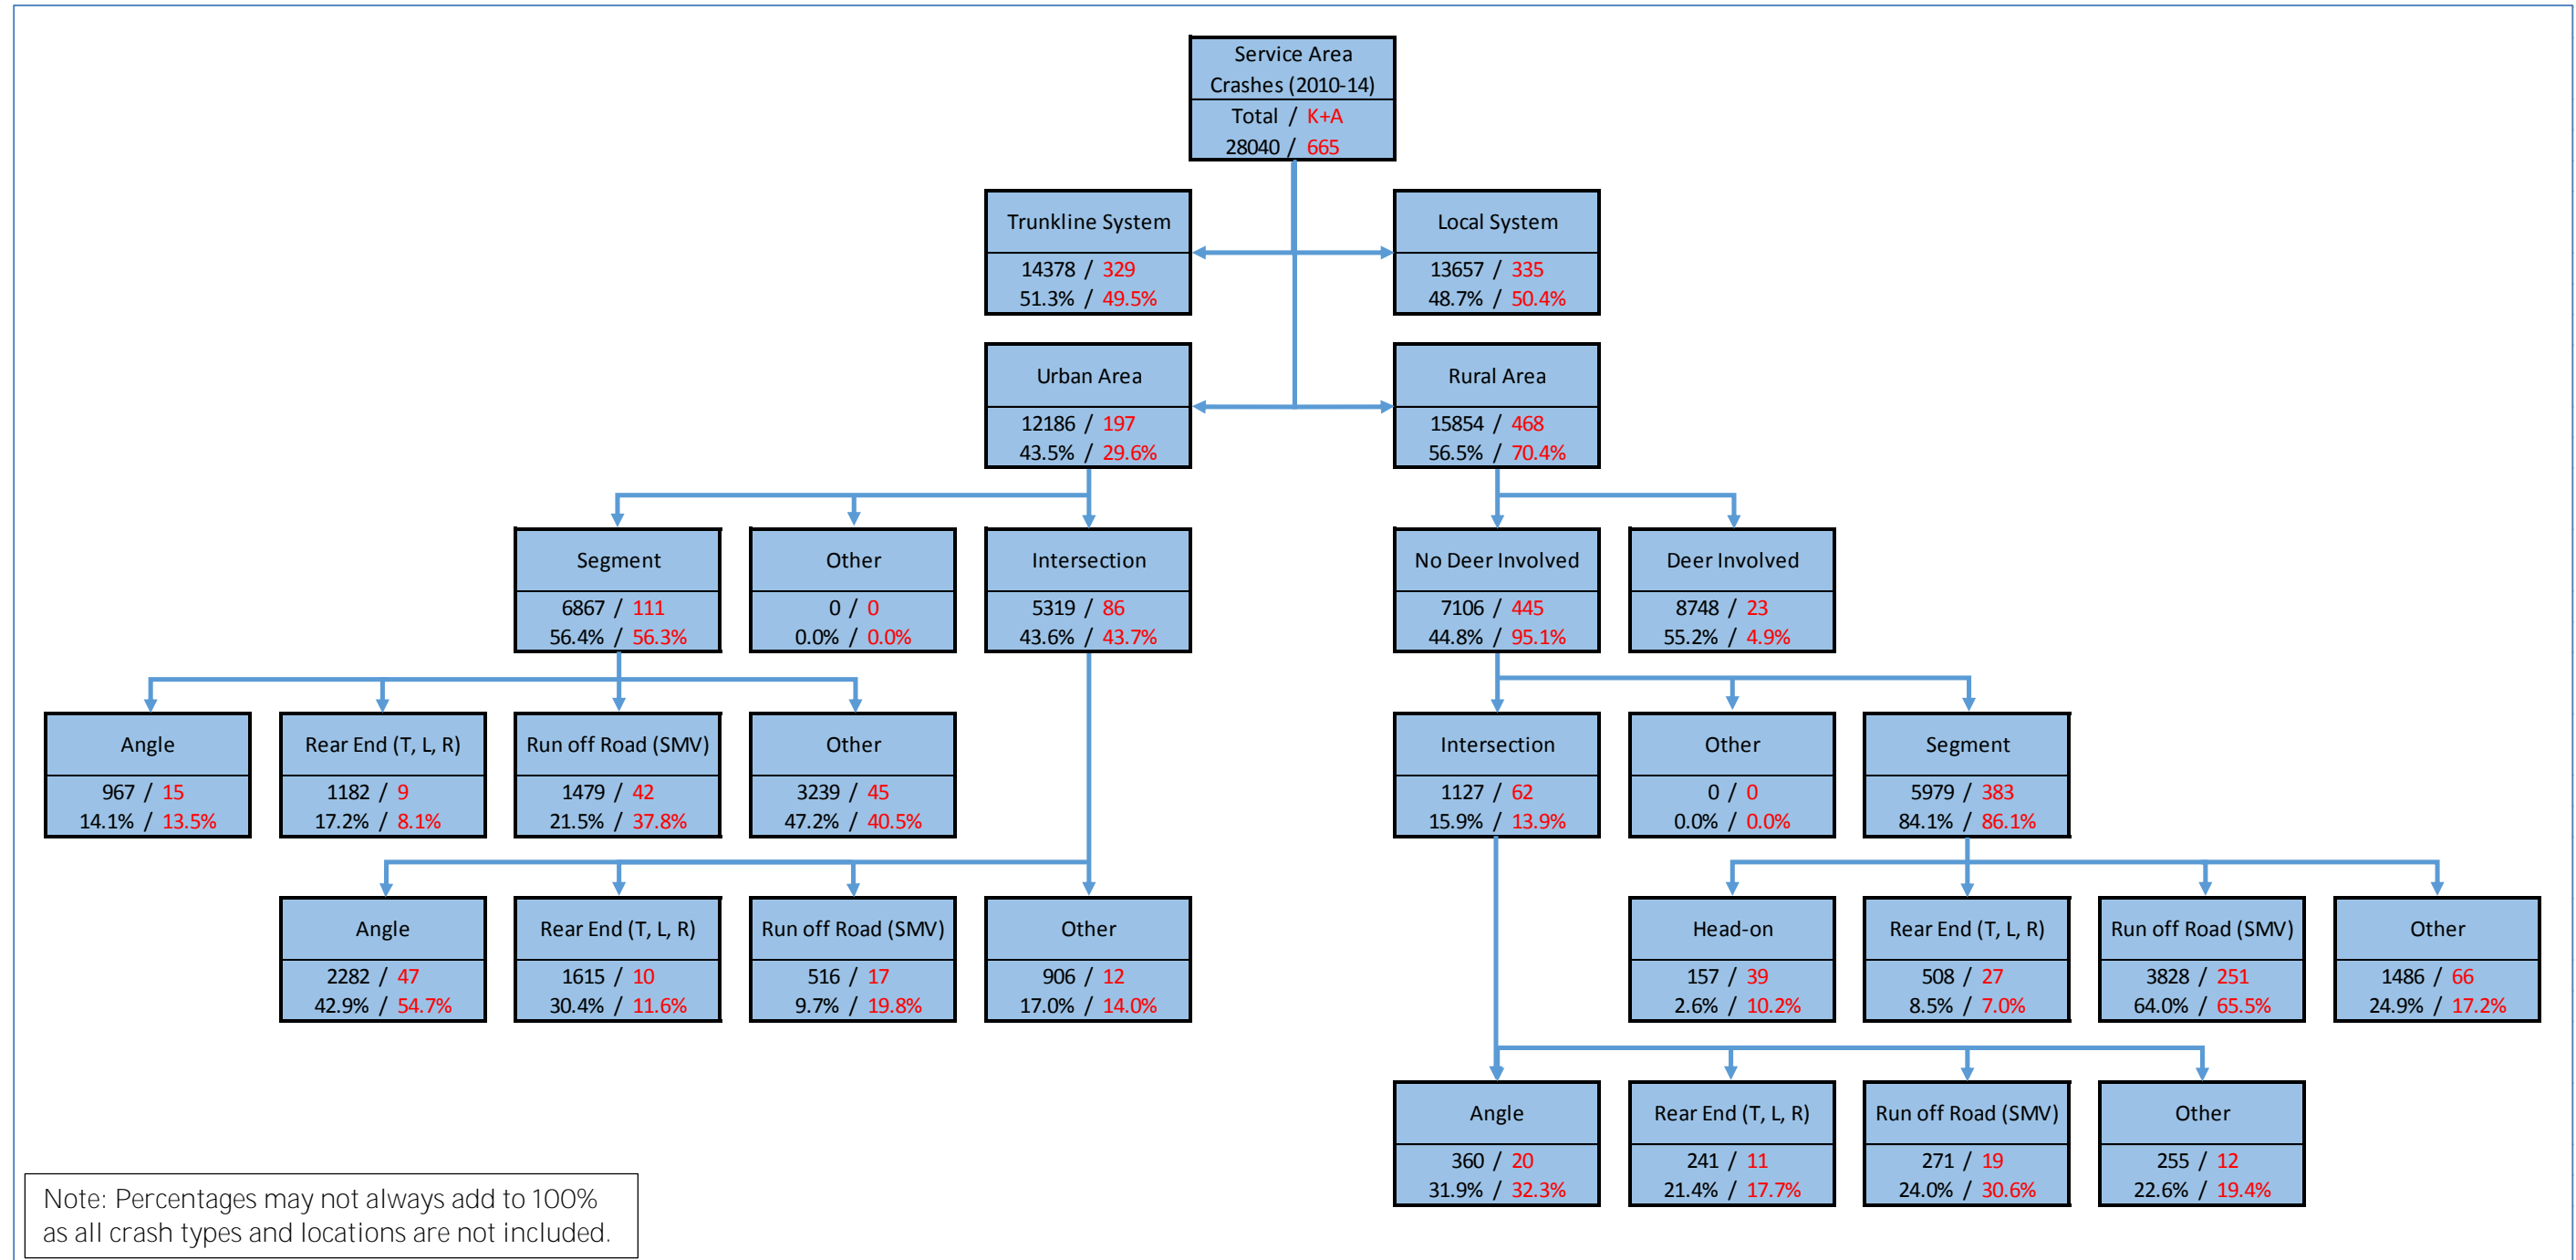 Service Area
Crashes (2010-14)
Total / K+A
28040 / 665
Trunkline System
14378 / 329
51.3% / 49.5%
Local System
13657 / 335
48.7% / 50.4%
Urban Area
12186 / 197
43.5% / 29.6%
Rural Area
15854 / 468
56.5% / 70.4%
Segment
6867 / 111
56.4% / 56.3%
Other
0 / 0
0.0% / 0.0%
Intersection
5319 / 86
43.6% / 43.7%
No Deer Involved
7106 / 445
44.8% / 95.1%
Deer Involved
8748 / 23
55.2% / 4.9%
Angle
967 / 15
14.1% / 13.5%
Rear End (T, L, R)
1182 / 9
17.2% / 8.1%
Run off Road (SMV)
1479 / 42
21.5% / 37.8%
Other
3239 / 45
47.2% / 40.5%
Intersection
1127 / 62
15.9% / 13.9%
Other
0 / 0
0.0% / 0.0%
Segment
5979 / 383
84.1% / 86.1%
Angle
2282 / 47
42.9% / 54.7%
Rear End (T, L, R)
1615 / 10
30.4% / 11.6%
Run off Road (SMV)
516 / 17
9.7% / 19.8%
Other
906 / 12
17.0% / 14.0%
Head-on
157 / 39
2.6% / 10.2%
Rear End (T, L, R)
508 / 27
8.5% / 7.0%
Run off Road (SMV)
3828 / 251
64.0% / 65.5%
Other
1486 / 66
24.9% / 17.2%
Angle
360 / 20
31.9% / 32.3%
Rear End (T, L, R)
241 / 11
21.4% / 17.7%
Run off Road (SMV)
271 / 19
24.0% / 30.6%
Other
255 / 12
22.6% / 19.4%
Note: Percentages may not always add to 100%
as all crash types and locations are not included.